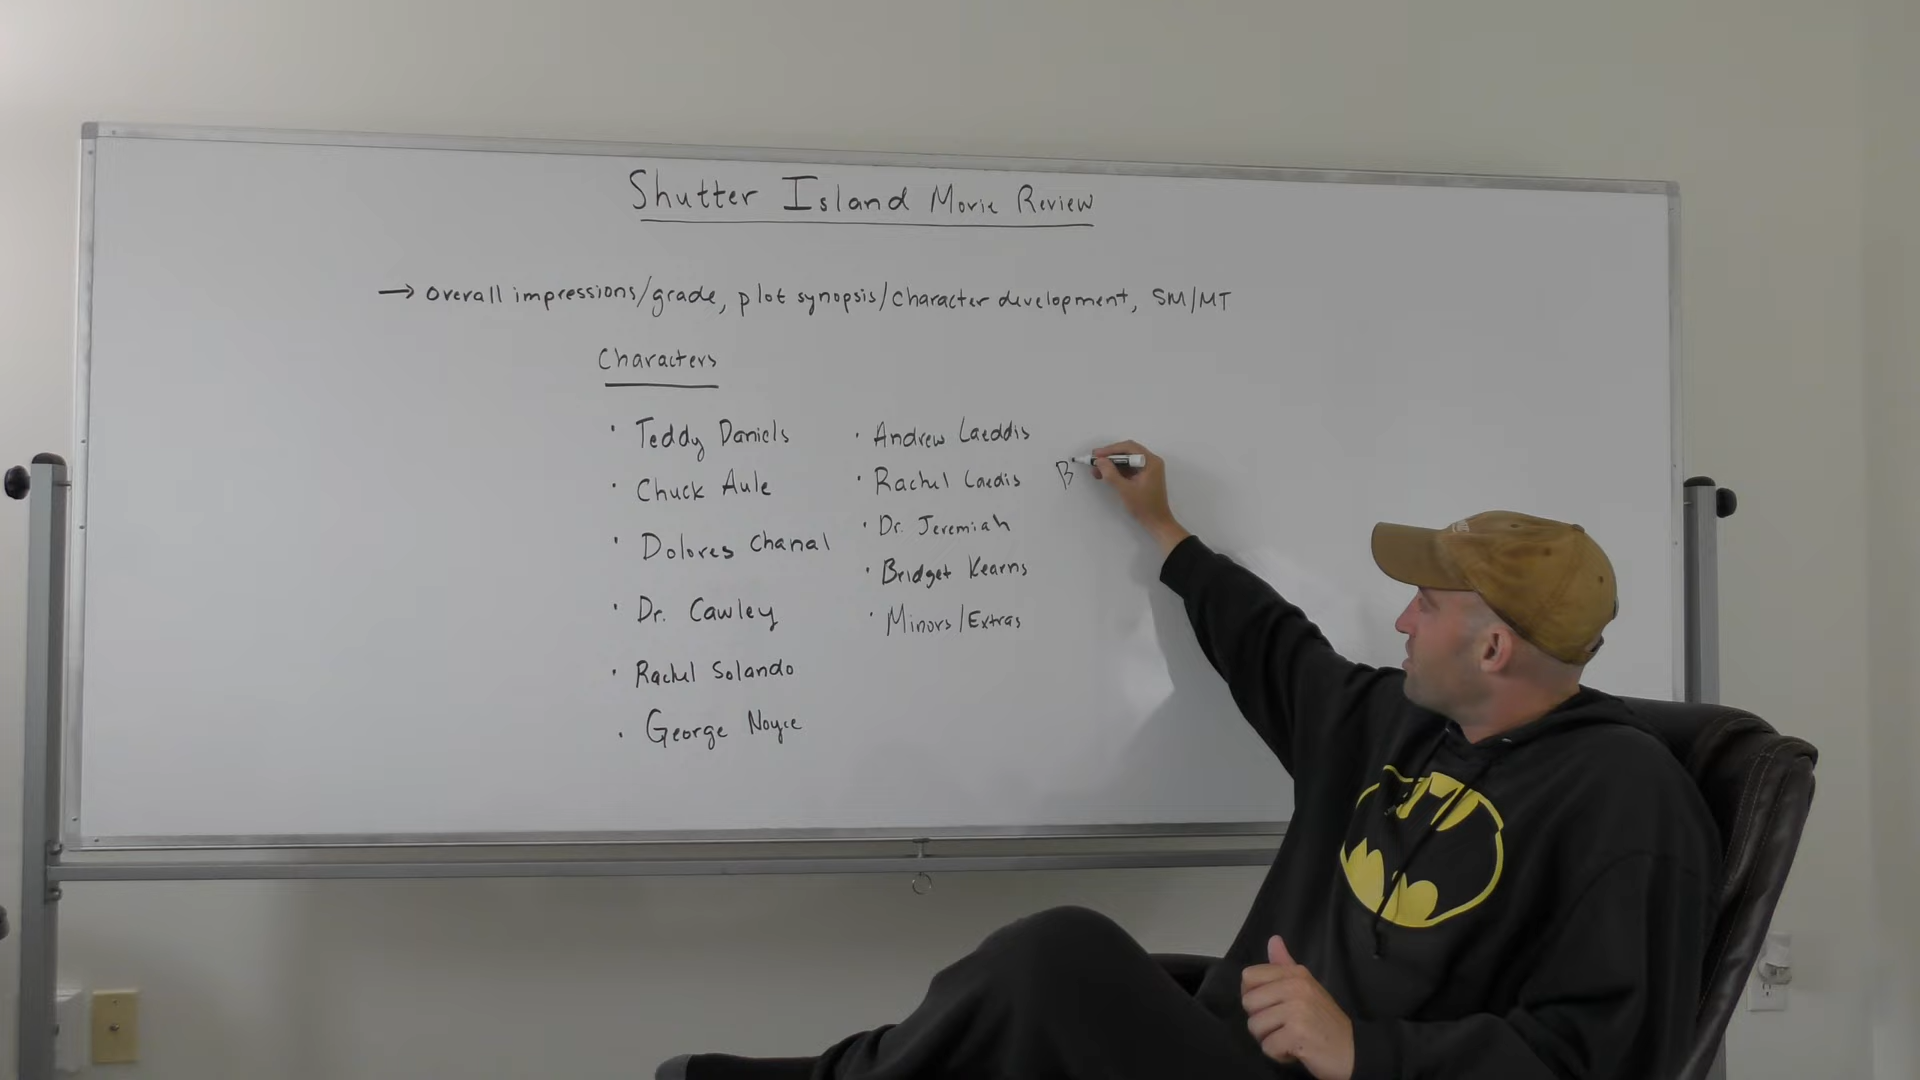 Shutter Island Movie Review
→ Overall impressions/grade, plot synopsis/character development, SM/MT
Characters
· Teddy Daniels
· Chuck Aule
· Dolores Chanal
· Dr. Cawley
· Rachel Solando
· George Noyce
· Andrew Laeddis
· Rachel Laedis
· Dr. Jeremiah
· Bridget Kearns
· Minors/Extras
B